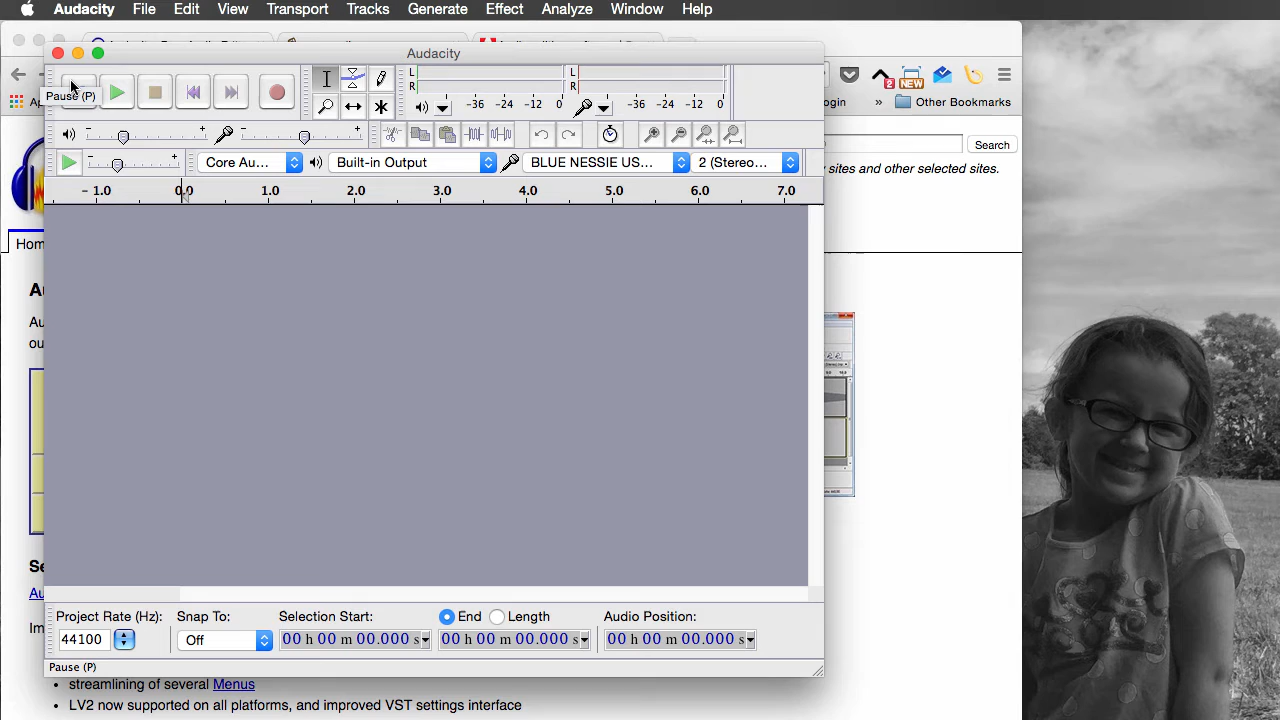 Audacity File Edit View Transport Tracks Generate Effect Analyze Window Help
Audacity
Pause (P)
L
R
-36 -24 -12 0
L
R
-36 -24 -12 0
Core Au... Built-in Output BLUE NESSIE US... 2 (Stereo...
- 1.0 0.0 1.0 2.0 3.0 4.0 5.0 6.0 7.0
2
NEW
» Other Bookmarks
Search
sites and other selected sites.
Hom
Project Rate (Hz): Snap To: Selection Start: End Length Audio Position:
44100 Off 00 h 00 m 00.000 s 00 h 00 m 00.000 s 00 h 00 m 00.000 s
Pause (P)
• streamlining of several Menus
• LV2 now supported on all platforms, and improved VST settings interface